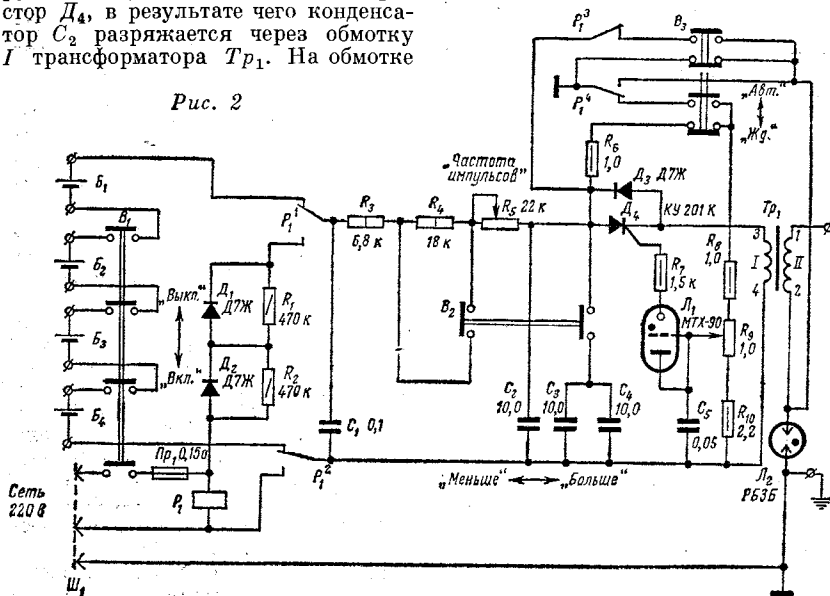 стор Д₄, в результате чего конденса-
тор С₂ разряжается через обмотку
I трансформатора Тр₁. На обмотке
Рис. 2
Р₁³
В₃
Р₁⁴
„Авт.“
„Жд.“
R₆
1,0
„Частота
импульсов“
Д₃ Д7Ж
Б₁
В₁
Р₁¹
R₃
6,8 к
R₄
18 к
R₅ 22 к
Д₄
КУ 201 К
Тр₁
3
I
4
1
II
2
R₈
1,0
R₇
1,5 к
Б₂
„Выкл.“
Д₁
Д7Ж
R₁
470 к
В₂
Л₁
МТХ-90
R₉
1,0
Б₃
„Вкл.“
Д₂
Д7Ж
R₂
470 к
Б₄
С₁ 0,1
С₂
10,0
С₃
10,0
С₄
10,0
С₅
0,05
R₁₀
2,2
Пр₁ 0,15а
Р₁²
„Меньше“
„Больше“
Л₂
РБ3Б
Сеть
220 в
Р₁
Ш₁